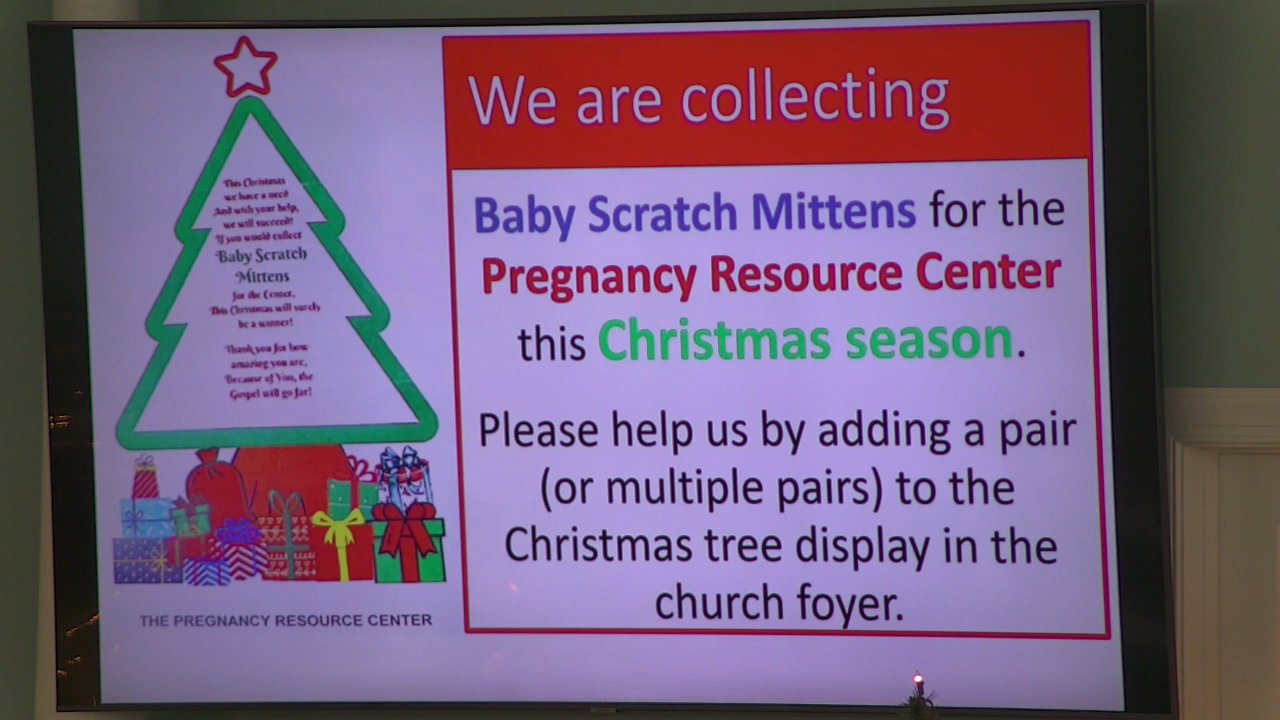 This Christmas
we have a need
And with your help,
we will succeed!
If you would collect
Baby Scratch
Mittens
for the Center,
This Christmas will surely
be a winner!
Thank you for how
amazing you are,
Because of You, the
Gospel will go far!
THE PREGNANCY RESOURCE CENTER
We are collecting
Baby Scratch Mittens for the
Pregnancy Resource Center
this Christmas season.
Please help us by adding a pair
(or multiple pairs) to the
Christmas tree display in the
church foyer.